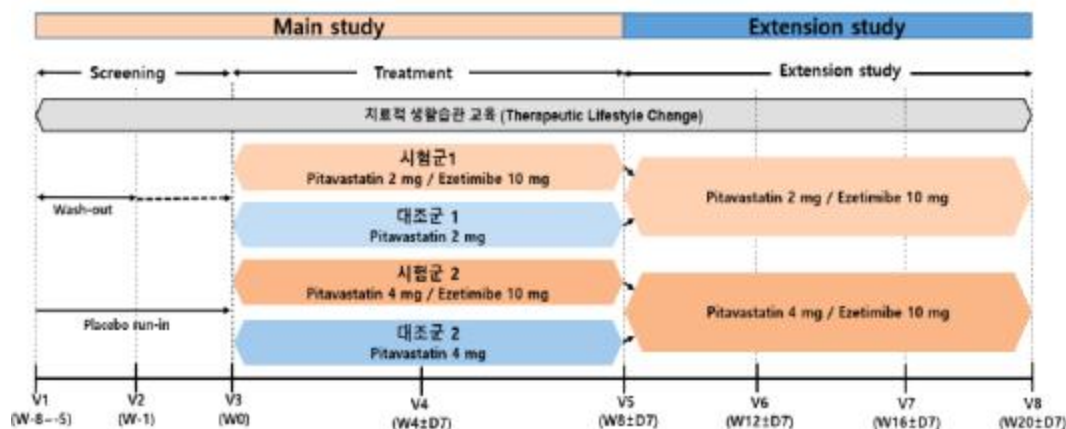 Main study
Extension study
Screening
Treatment
Extension study
치료적 생활습관 교육 (Therapeutic Lifestyle Change)
시험군1
Pitavastatin 2 mg / Ezetimibe 10 mg
Pitavastatin 2 mg / Ezetimibe 10 mg
Wash-out
대조군 1
Pitavastatin 2 mg
시험군 2
Pitavastatin 4 mg / Ezetimibe 10 mg
Pitavastatin 4 mg / Ezetimibe 10 mg
Placebo run-in
대조군 2
Pitavastatin 4 mg
V1
(W-8~-5)
V2
(W-1)
V3
(W0)
V4
(W4±D7)
V5
(W8±D7)
V6
(W12±D7)
V7
(W16±D7)
V8
(W20±D7)